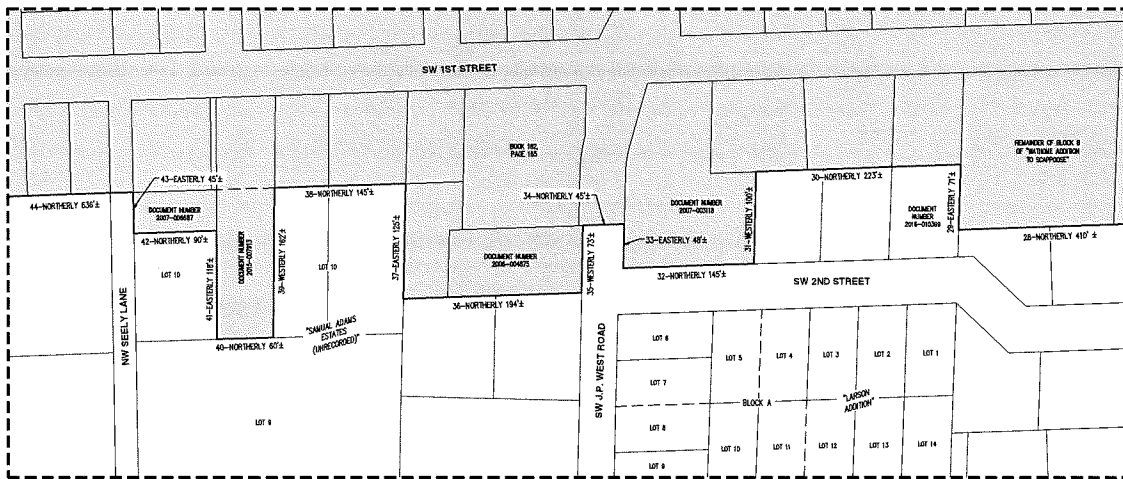 SW 1ST STREET
BOOK 182,
PAGE 185
REMAINDER OF BLOCK B
OF "WATHOME ADDITION
TO SCAPPOOSE"
43-EASTERLY 45'±
44-NORTHERLY 636'±
38-NORTHERLY 145'±
34-NORTHERLY 45'±
30-NORTHERLY 223'±
29-EASTERLY 71'±
DOCUMENT NUMBER
2007-006687
DOCUMENT NUMBER
2007-003118
DOCUMENT
NUMBER
28-NORTHERLY 410'±
42-NORTHERLY 90'±
33-EASTERLY 48'±
31-WESTERLY 100'±
LOT 10
41-EASTERLY 118'±
DOCUMENT NUMBER
39-WESTERLY 162'±
LOT 10
37-EASTERLY 125'±
DOCUMENT NUMBER
2006-004875
35-WESTERLY 73'±
32-NORTHERLY 145'±
SW 2ND STREET
36-NORTHERLY 194'±
NW SEELY LANE
40-NORTHERLY 60'±
"SAMUAL ADAMS
ESTATES
(UNRECORDED)"
SW J.P. WEST ROAD
LOT 6
LOT 5
LOT 4
LOT 3
LOT 2
LOT 1
LOT 7
BLOCK A
"LARSON
ADDITION"
LOT 9
LOT 8
LOT 10
LOT 11
LOT 12
LOT 13
LOT 14
LOT 9